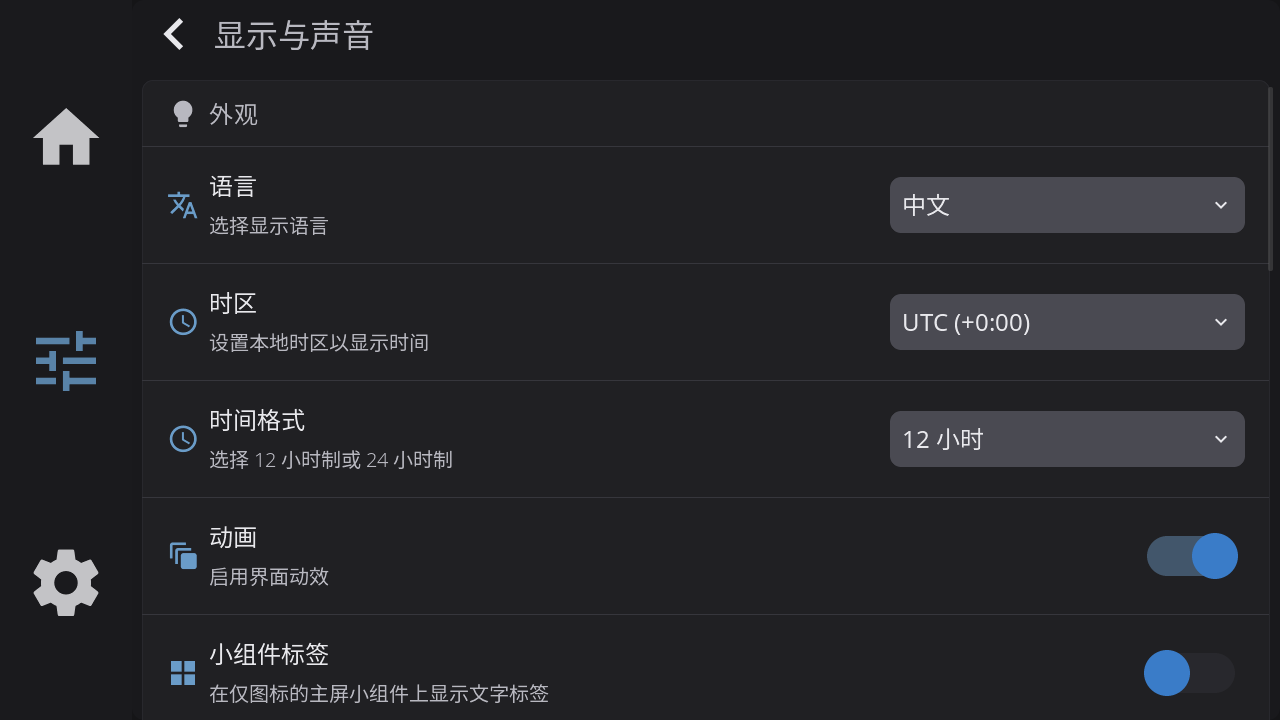 显示与声音
外观
语言
选择显示语言
中文
时区
设置本地时区以显示时间
UTC (+0:00)
时间格式
选择 12 小时制或 24 小时制
12 小时
动画
启用界面动效
小组件标签
在仅图标的主屏小组件上显示文字标签